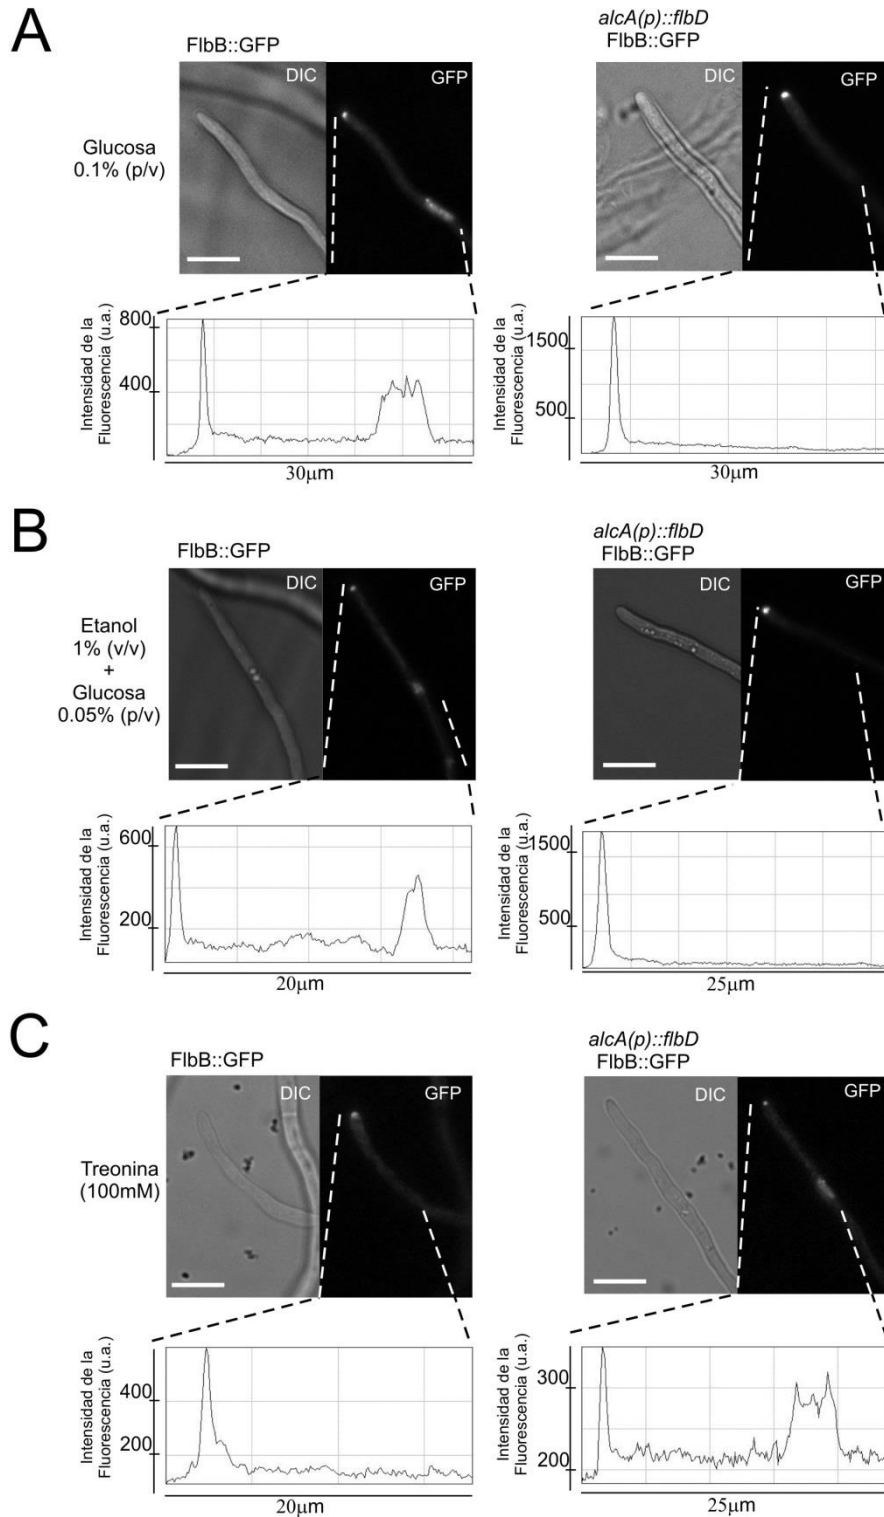 A
FlbB::GFP
alcA(p)::flbD
FlbB::GFP
DIC
GFP
DIC
GFP
Glucosa
0.1% (p/v)
Intensidad de la
Fluorescencia (u.a.)
800
400
30µm
Intensidad de la
Fluorescencia (u.a.)
1500
500
30µm
B
FlbB::GFP
alcA(p)::flbD
FlbB::GFP
DIC
GFP
DIC
GFP
Etanol
1% (v/v)
+
Glucosa
0.05% (p/v)
Intensidad de la
Fluorescencia (u.a.)
600
200
20µm
Intensidad de la
Fluorescencia (u.a.)
1500
500
25µm
C
FlbB::GFP
alcA(p)::flbD
FlbB::GFP
DIC
GFP
DIC
GFP
Treonina
(100mM)
Intensidad de la
Fluorescencia (u.a.)
400
200
20µm
Intensidad de la
Fluorescencia (u.a.)
300
200
25µm